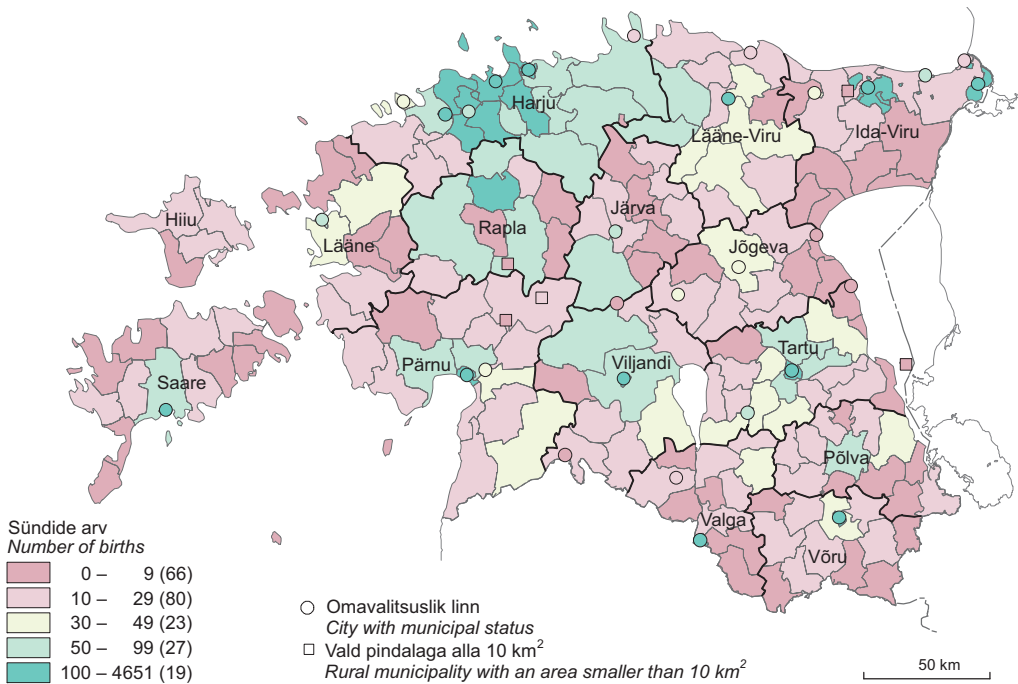 Harju
Lääne-Viru
Ida-Viru
Hiiu
Lääne
Rapla
Järva
Jõgeva
Saare
Pärnu
Viljandi
Tartu
Põlva
Valga
Võru
Sündide arv
Number of births
0 – 9 (66)
10 – 29 (80)
30 – 49 (23)
50 – 99 (27)
100 – 4651 (19)
Omavalitsuslik linn
City with municipal status
Vald pindalaga alla 10 km²
Rural municipality with an area smaller than 10 km²
50 km